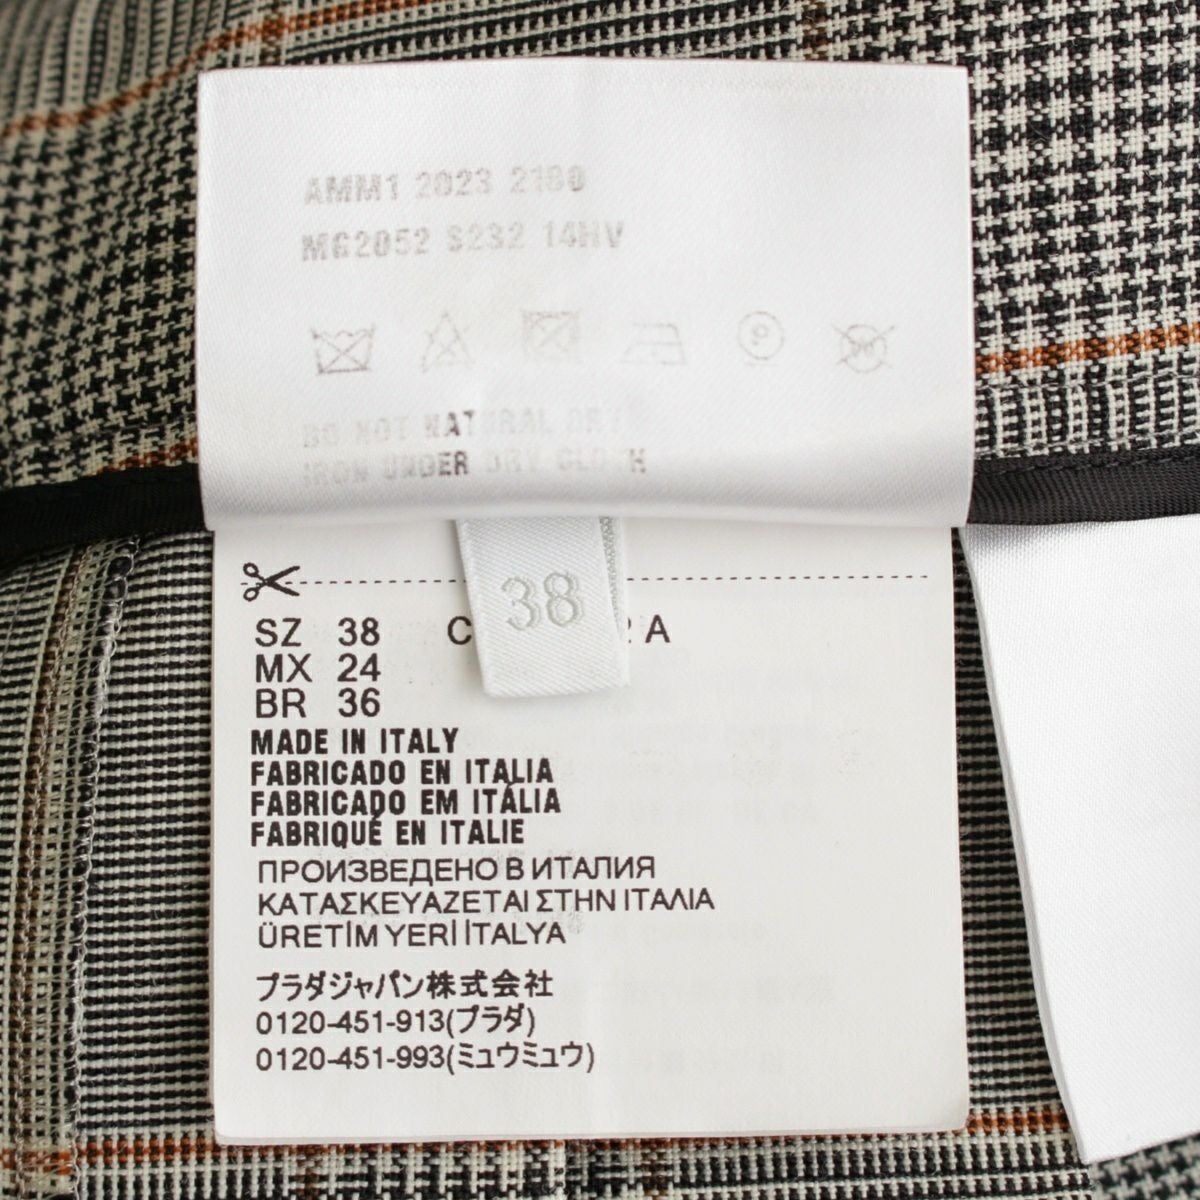 AMM1 2023 2180
MG2052 S232 14HV
DO NOT NATURAL DRY
IRON UNDER DRY CLOTH
38
SZ 38 C A
MX 24
BR 36
MADE IN ITALY
FABRICADO EN ITALIA
FABRICADO EM ITÁLIA
FABRIQUÉ EN ITALIE
ПРОИЗВЕДЕНО В ИТАЛИЯ
ΚΑΤΑΣΚΕΥΑΖΕΤΑΙ ΣΤΗΝ ΙΤΑΛΙΑ
ÜRETİM YERİ İTALYA
プラダジャパン株式会社
0120-451-913(プラダ)
0120-451-993(ミュウミュウ)